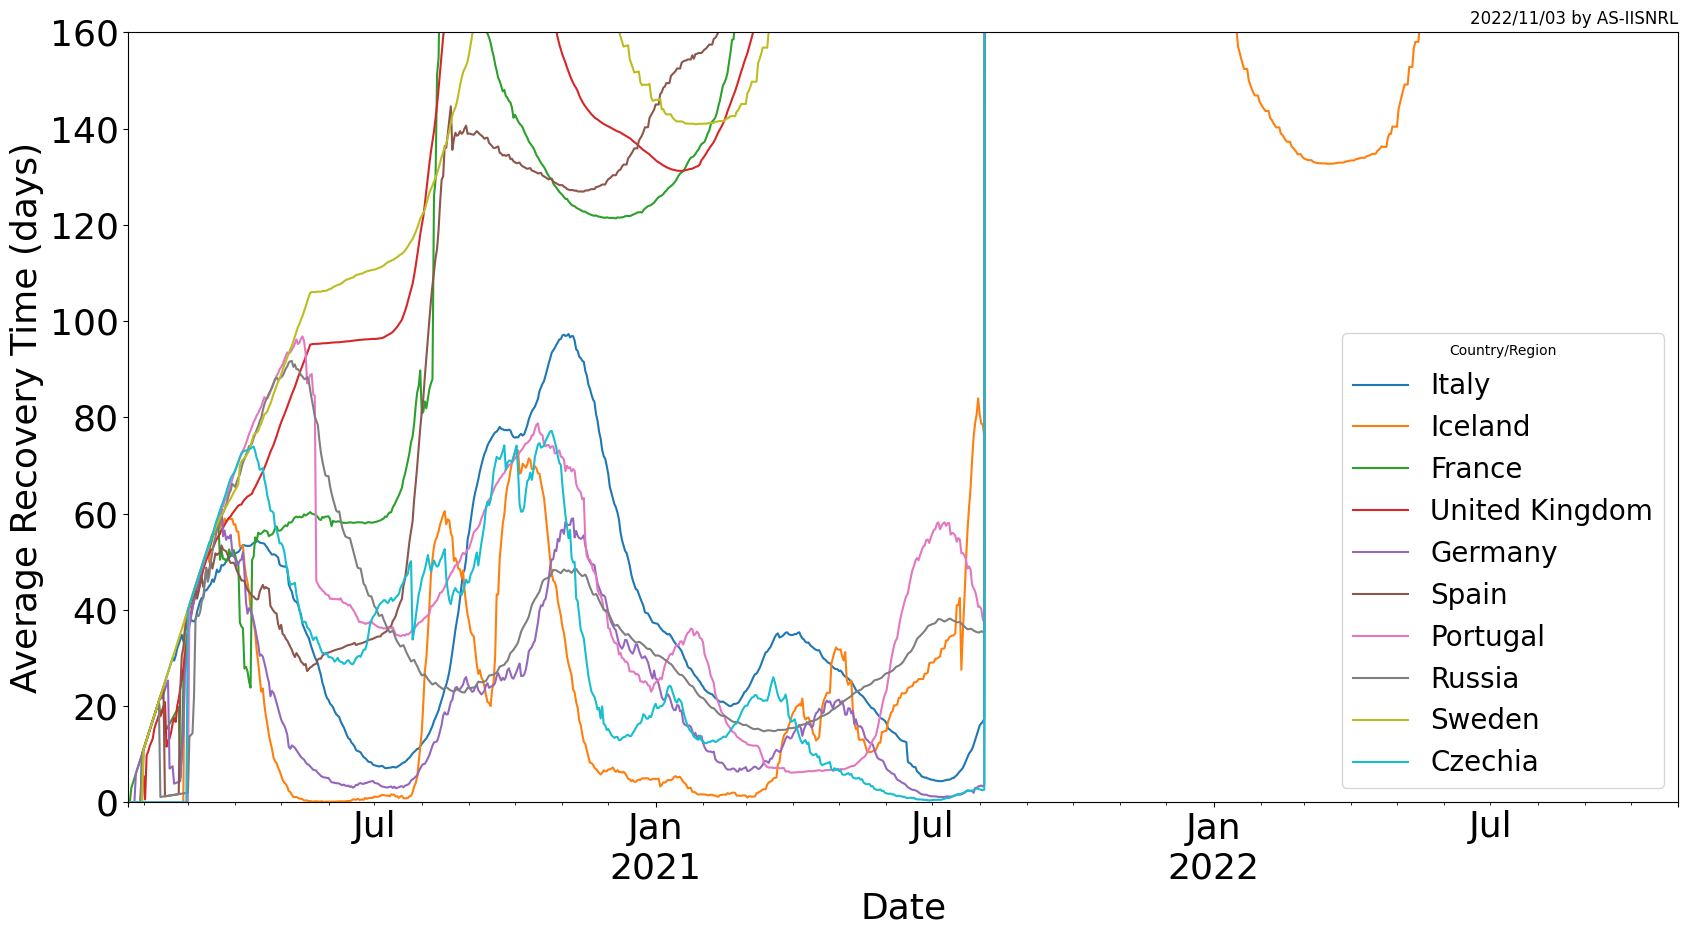 2022/11/03 by AS-IISNRL
160
140
120
100
80
60
40
20
0
Average Recovery Time (days)
Country/Region
Italy
Iceland
France
United Kingdom
Germany
Spain
Portugal
Russia
Sweden
Czechia
Jul
Jan
2021
Jul
Jan
2022
Jul
Date